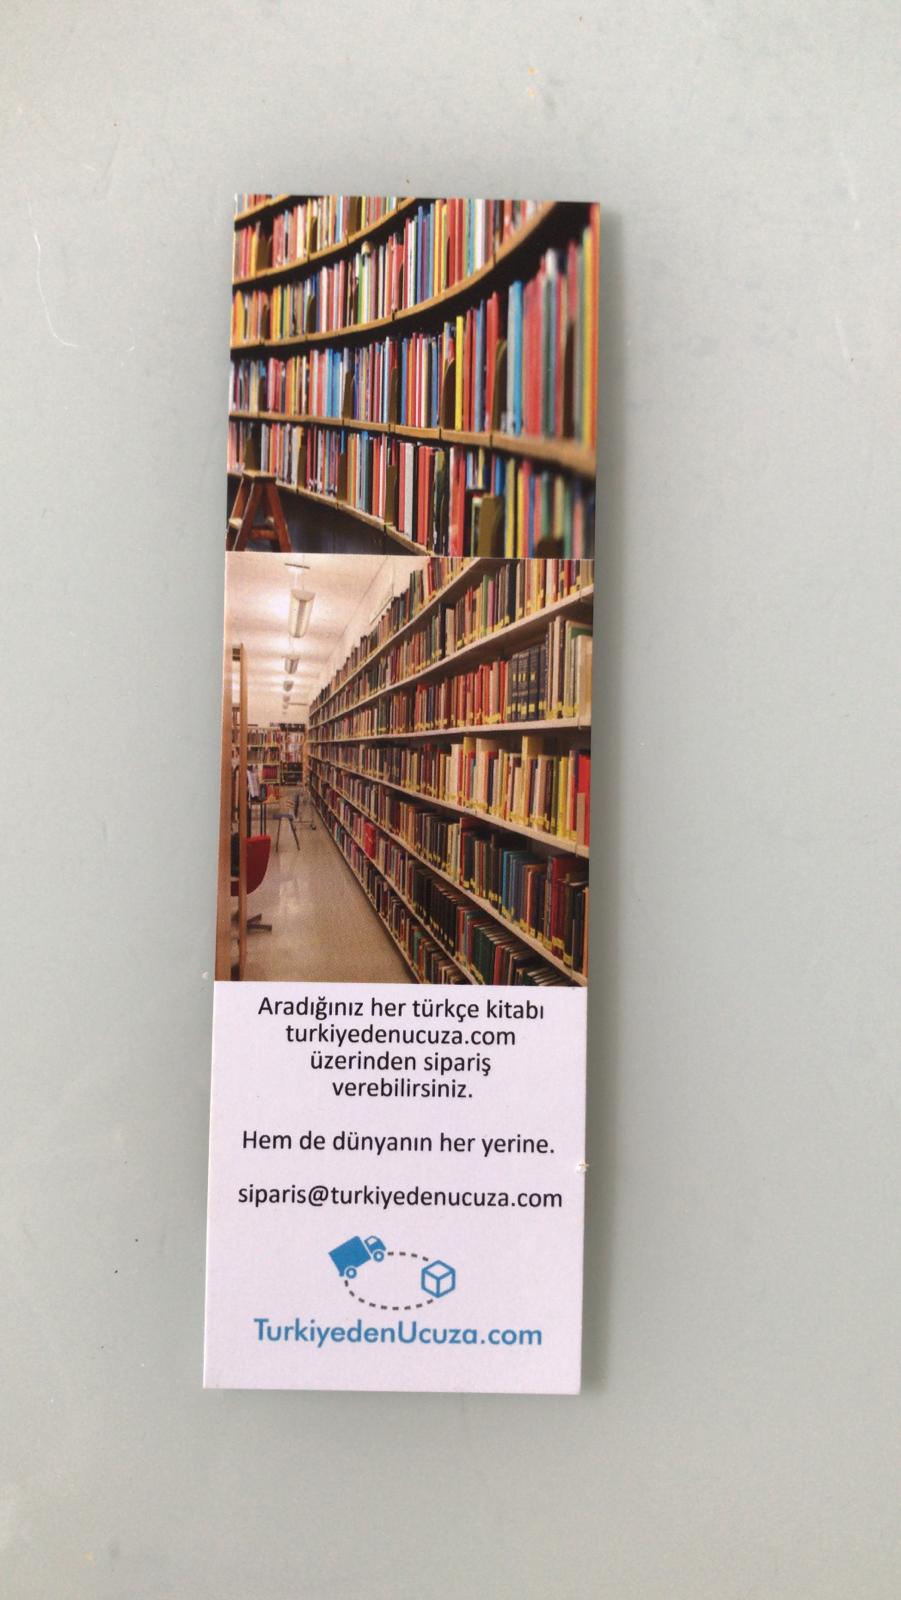 Aradığınız her türkçe kitabı
turkiyedenucuza.com
üzerinden sipariş
verebilirsiniz.
Hem de dünyanın her yerine.
siparis@turkiyedenucuza.com
TurkiyedenUcuza.com